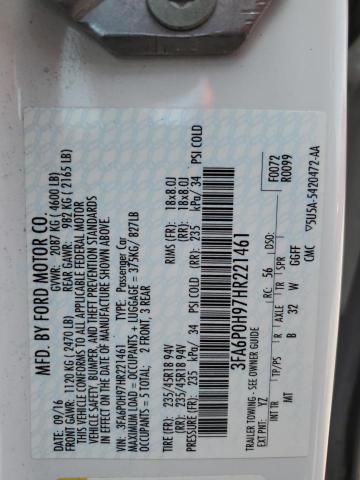 MFD. BY FORD MOTOR CO.
09/16 GVWR: 2087 KG (4600 LB)
FRONT GAWR: 1120 KG (2470 LB) REAR GAWR: 982 KG (2165 LB)
THIS VEHICLE CONFORMS TO ALL APPLICABLE FEDERAL MOTOR
VEHICLE SAFETY, BUMPER, AND THEFT PREVENTION STANDARDS
IN EFFECT ON THE DATE OF MANUFACTURE SHOWN ABOVE.
VIN: 3FA6P0H97HR221461 TYPE: Passenger Car
MAXIMUM LOAD = OCCUPANTS + LUGGAGE = 375KG/ 827LB
OCCUPANTS = 5 TOTAL: 2 FRONT, 3 REAR
TIRE (FR): 235/45R18 94V RIMS (FR): 18x8.0J
(RR): 235/45R18 94V (RR): 18x8.0J
(FR) 235 kPa/ 34 PSI COLD (RR) 235 kPa/ 34 PSI COLD
3FA6P0H97HR221461
F0072
R0099
TRAILER TOWING - SEE OWNER GUIDE
EXT PNT: YZ RC: 56 DSO:
INT TR TP/PS R AXLE TR SPR
MT B 32 W GGFF
CMC 5U5A-5420472-AA